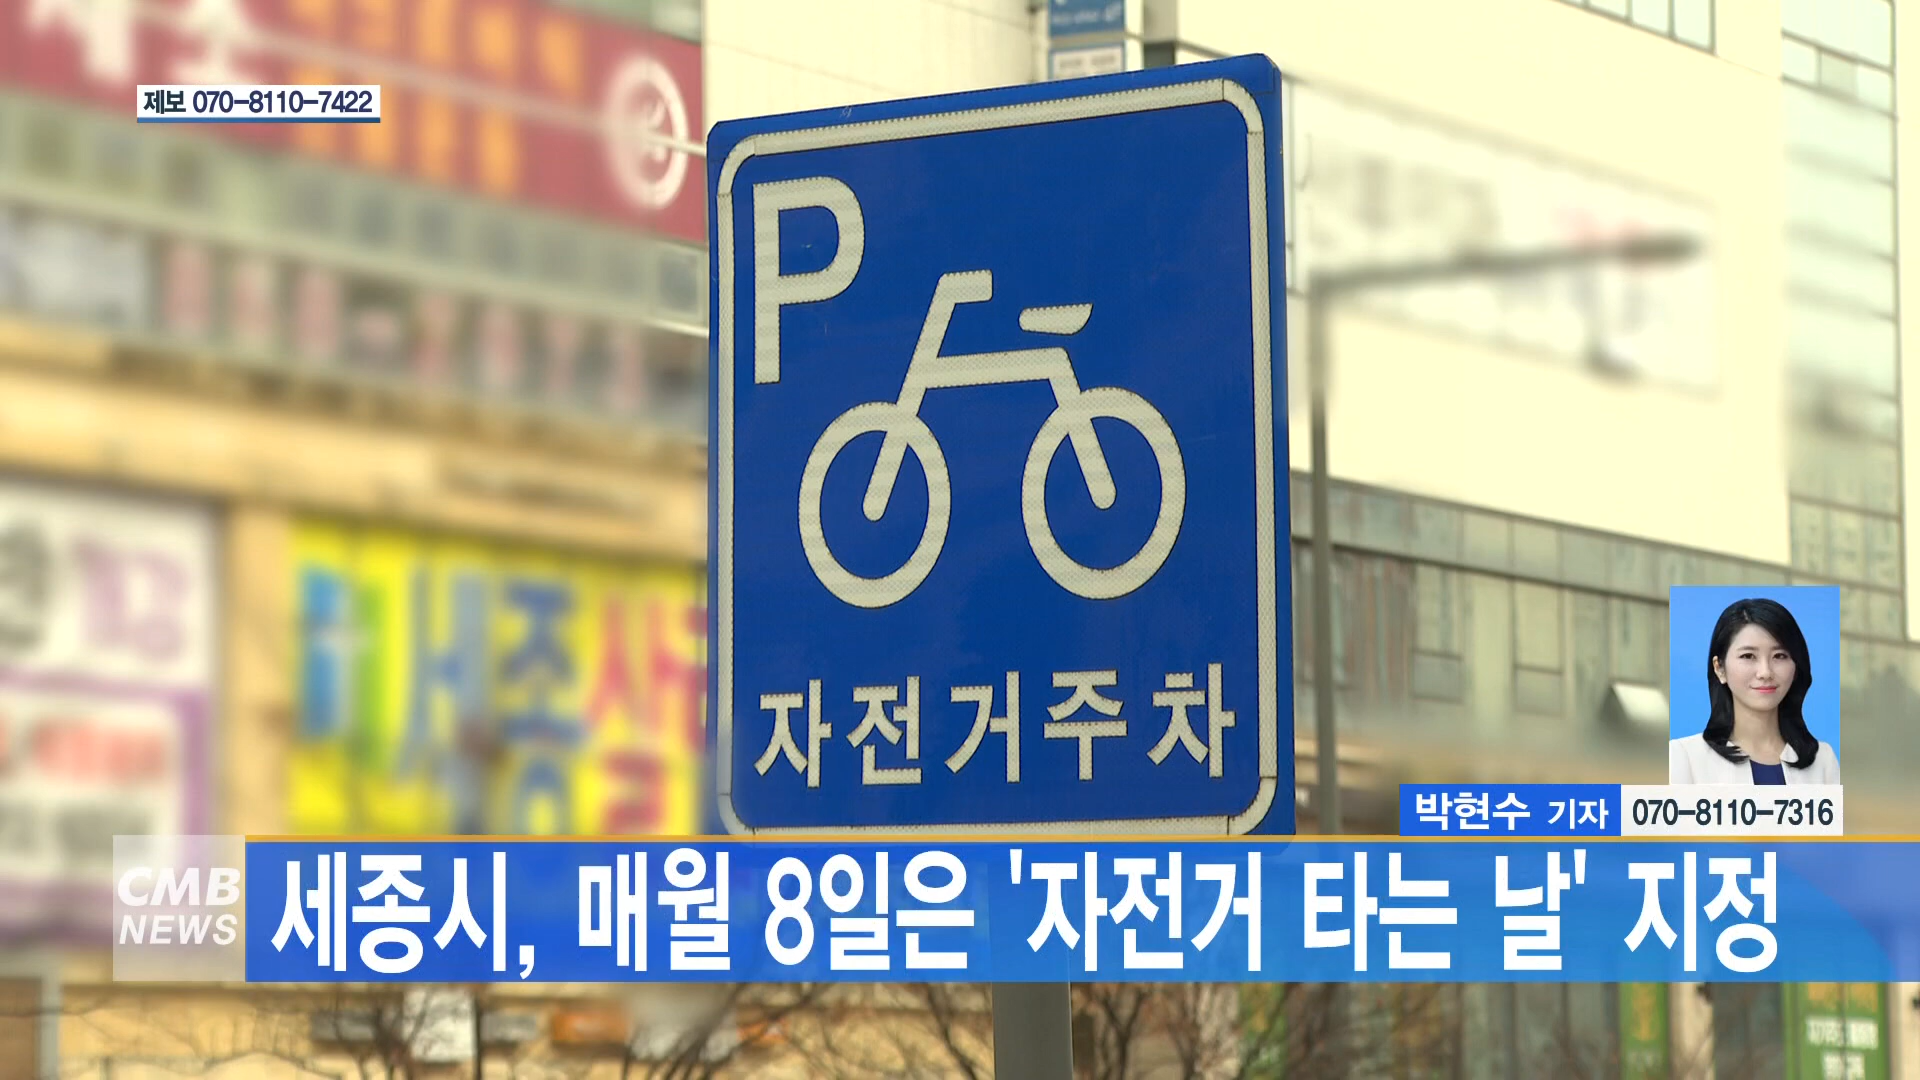 제보 070-8110-7422
P
자전거주차
박현수 기자 070-8110-7316
CMB
NEWS
세종시, 매월 8일은 '자전거 타는 날' 지정